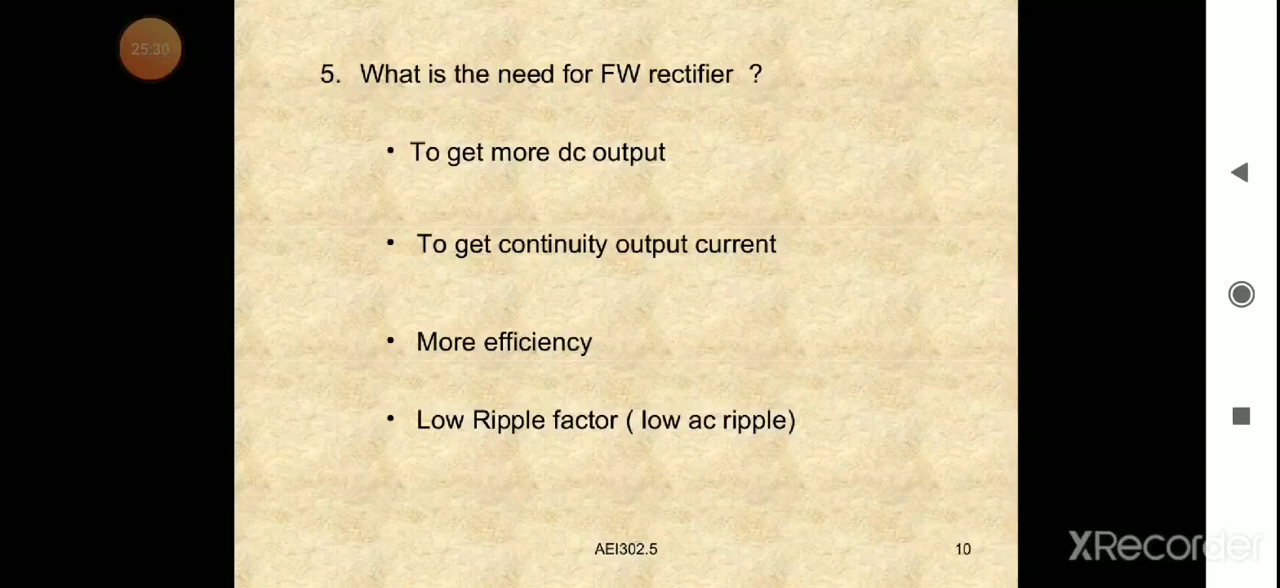 25:30
5. What is the need for FW rectifier ?
• To get more dc output
• To get continuity output current
• More efficiency
• Low Ripple factor ( low ac ripple)
AEI302.5
10
XRecorder